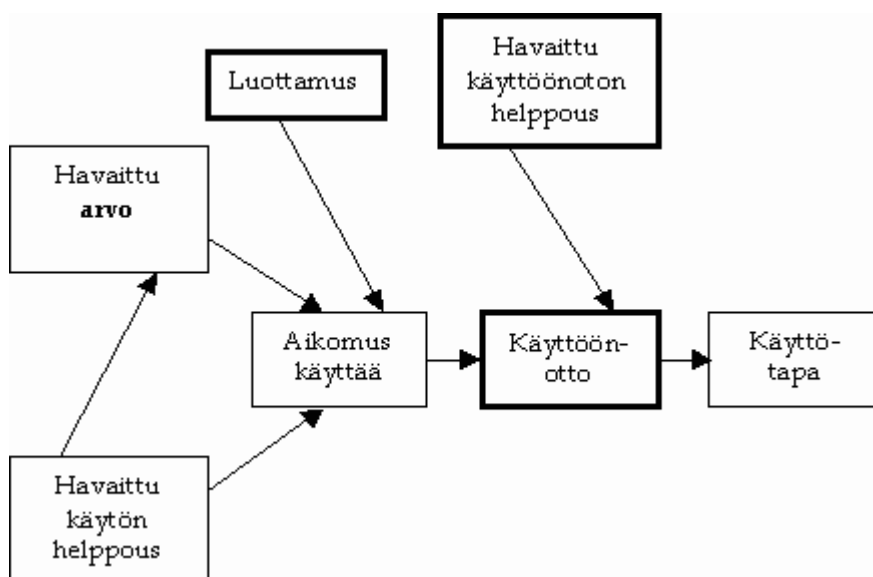 Luottamus
Havaittu
käyttöönoton
helppous
Havaittu
arvo
Aikomus
käyttää
Käyttöön-
otto
Käyttö-
tapa
Havaittu
käytön
helppous